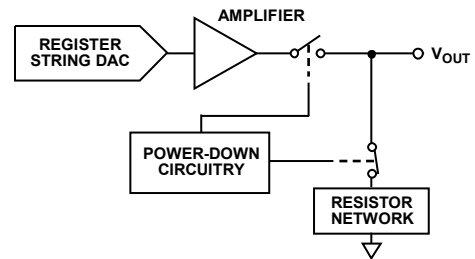 AMPLIFIER
REGISTER
STRING DAC
VOUT
POWER-DOWN
CIRCUITRY
RESISTOR
NETWORK